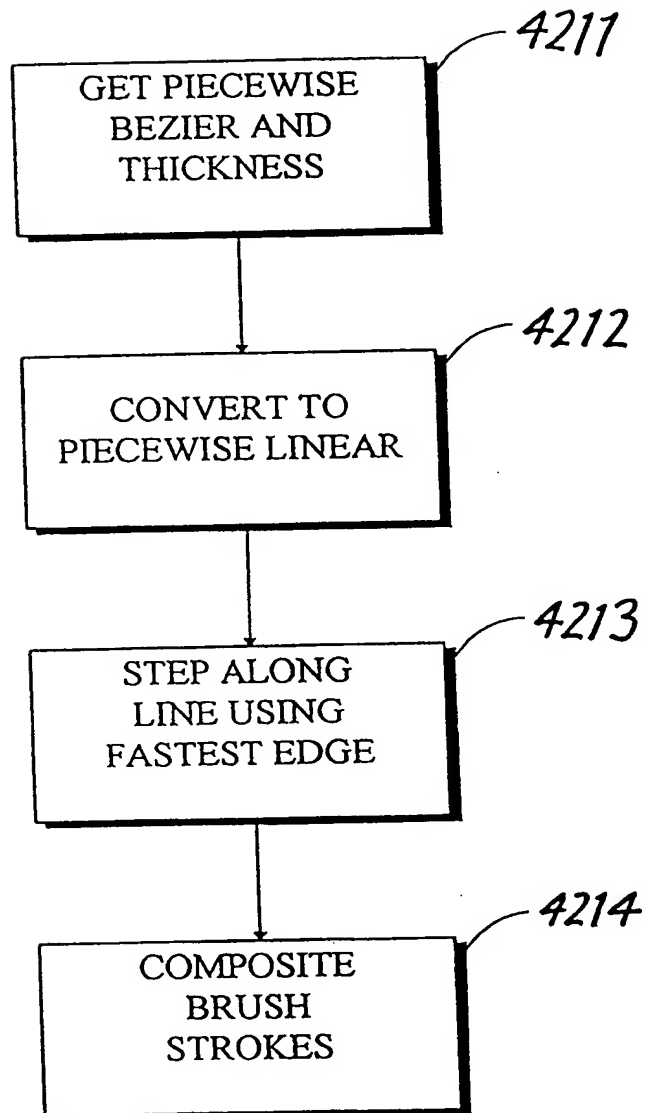 4211
GET PIECEWISE
BEZIER AND
THICKNESS
4212
CONVERT TO
PIECEWISE LINEAR
4213
STEP ALONG
LINE USING
FASTEST EDGE
4214
COMPOSITE
BRUSH
STROKES